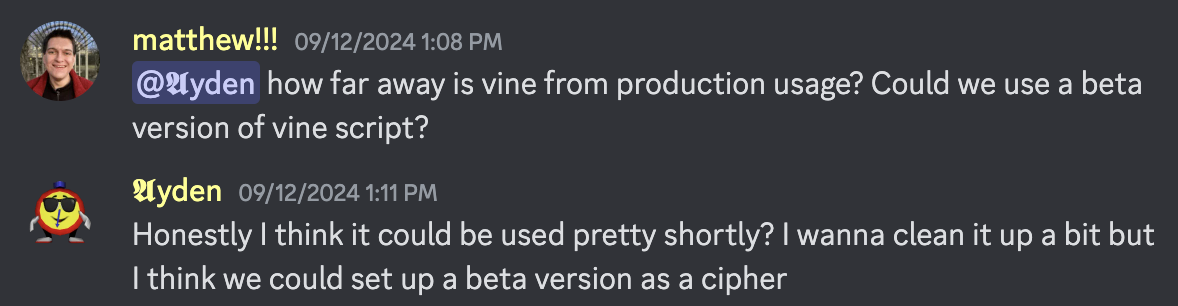 matthew!!! 09/12/2024 1:08 PM
@𝕬yden how far away is vine from production usage? Could we use a beta
version of vine script?
𝕬yden 09/12/2024 1:11 PM
Honestly I think it could be used pretty shortly? I wanna clean it up a bit but
I think we could set up a beta version as a cipher